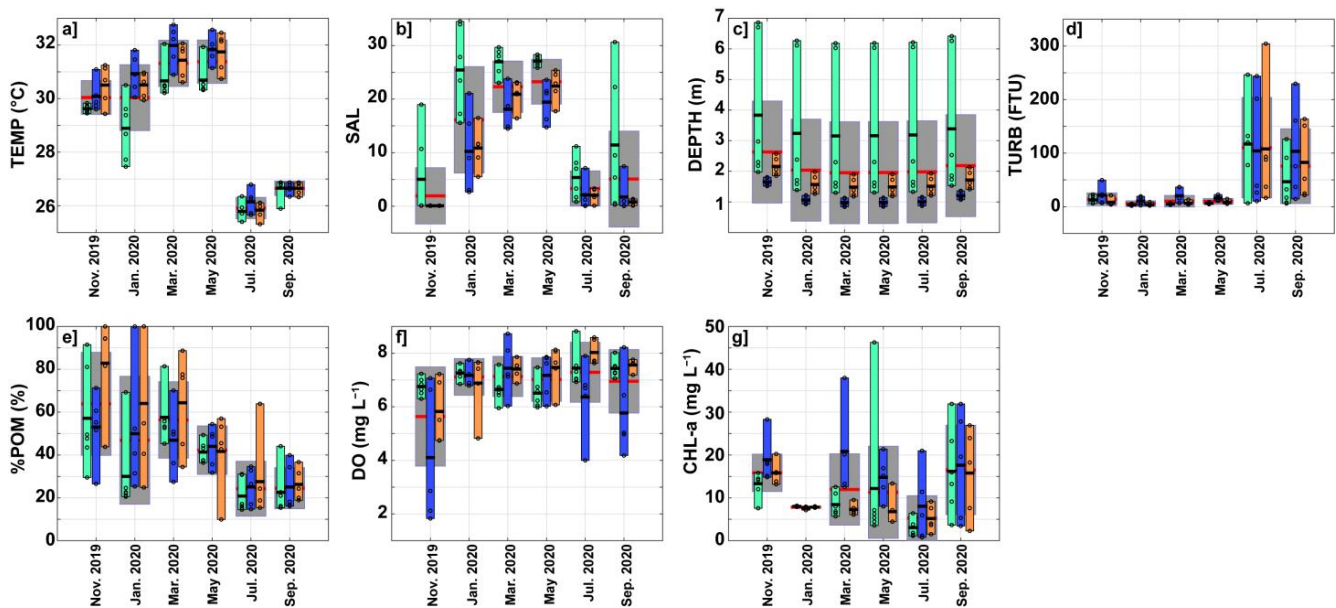 a]
TEMP (°C)
32
30
28
26
Nov. 2019
Jan. 2020
Mar. 2020
May 2020
Jul. 2020
Sep. 2020
b]
SAL
30
20
10
0
Nov. 2019
Jan. 2020
Mar. 2020
May 2020
Jul. 2020
Sep. 2020
c]
DEPTH (m)
7
6
5
4
3
2
1
Nov. 2019
Jan. 2020
Mar. 2020
May 2020
Jul. 2020
Sep. 2020
d]
TURB (FTU)
300
200
100
0
Nov. 2019
Jan. 2020
Mar. 2020
May 2020
Jul. 2020
Sep. 2020
e]
%POM (%)
100
80
60
40
20
0
Nov. 2019
Jan. 2020
Mar. 2020
May 2020
Jul. 2020
Sep. 2020
f]
DO (mg L⁻¹)
8
6
4
2
Nov. 2019
Jan. 2020
Mar. 2020
May 2020
Jul. 2020
Sep. 2020
g]
CHL-a (mg L⁻¹)
50
40
30
20
10
0
Nov. 2019
Jan. 2020
Mar. 2020
May 2020
Jul. 2020
Sep. 2020